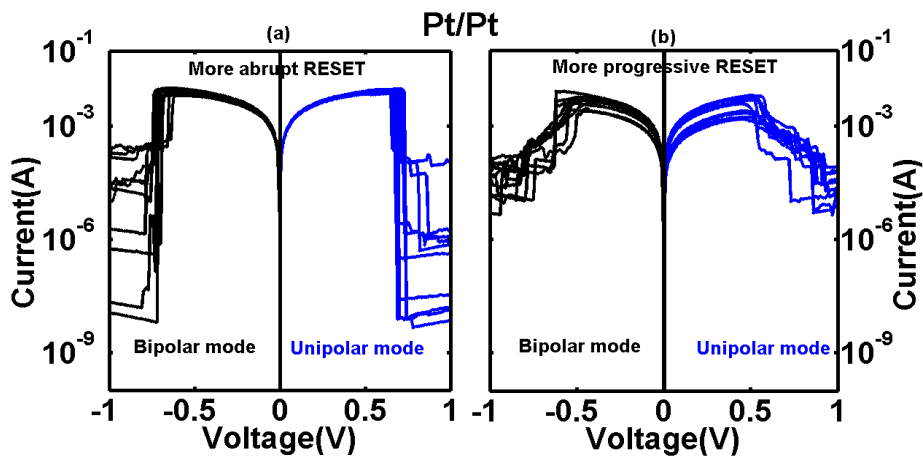 Pt/Pt
(a)
(b)
More abrupt RESET
More progressive RESET
10^-1
10^-3
10^-6
10^-9
Current(A)
Bipolar mode
Unipolar mode
Bipolar mode
Unipolar mode
10^-1
10^-3
10^-6
10^-9
Current(A)
-1 -0.5 0 0.5 1
-1 -0.5 0 0.5 1
Voltage(V)
Voltage(V)